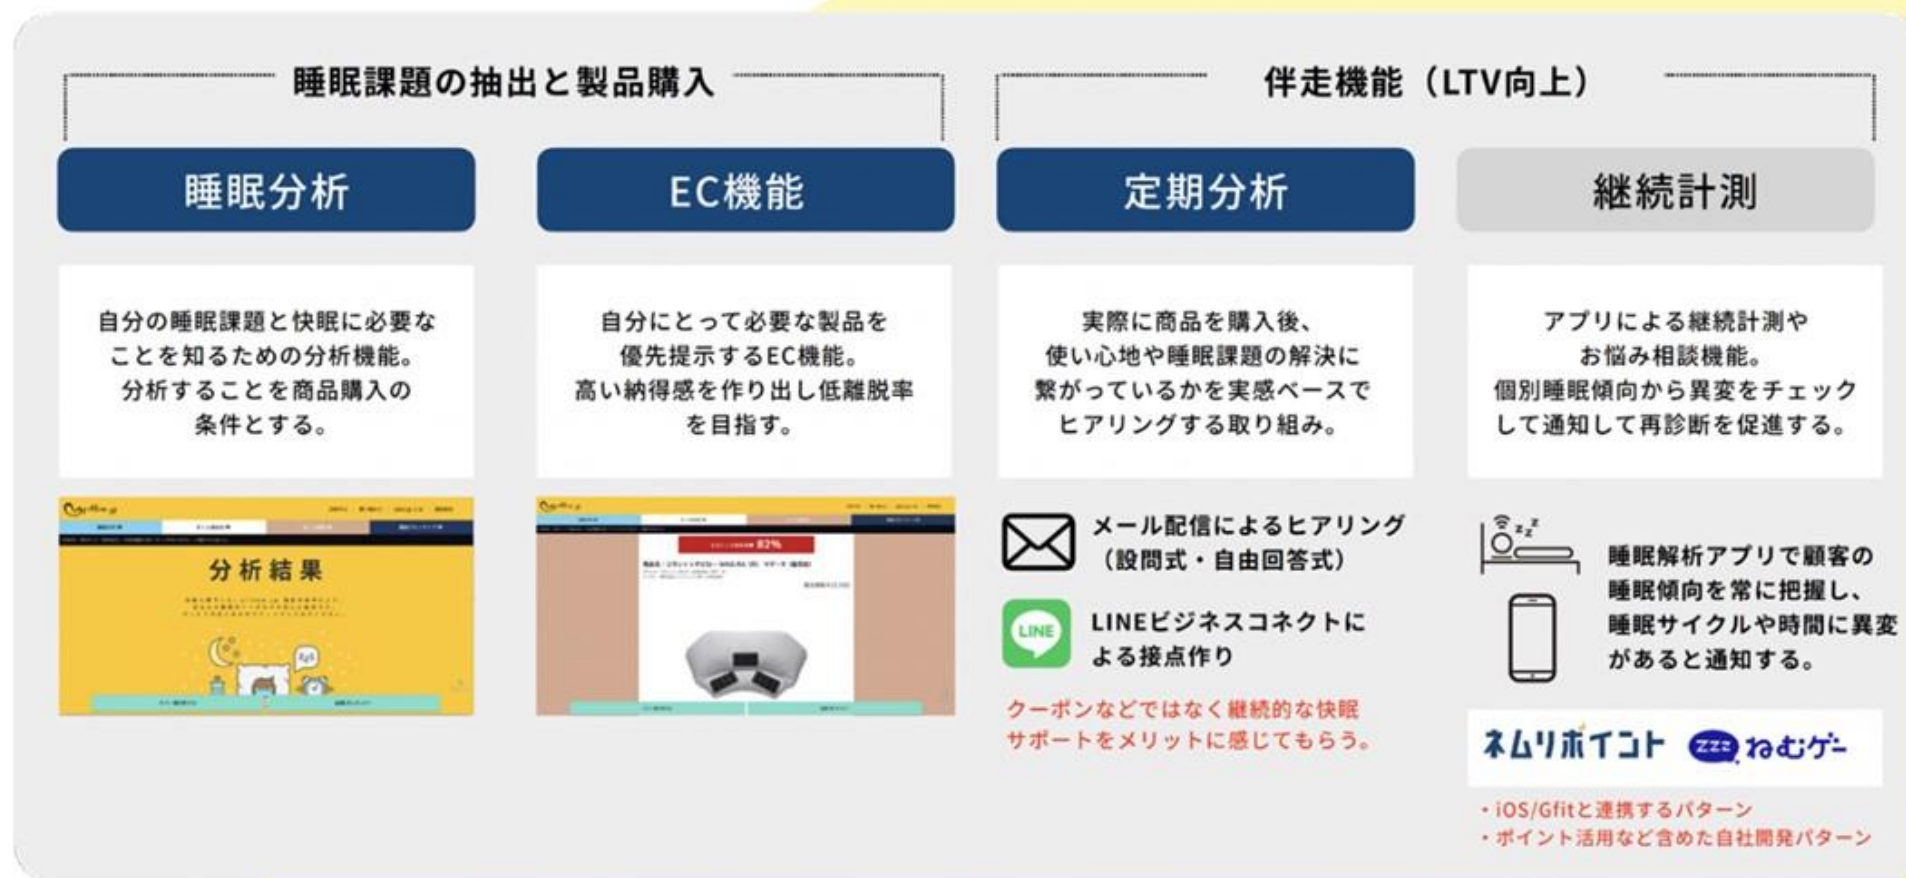 睡眠課題の抽出と製品購入
伴走機能（LTV向上）
睡眠分析
EC機能
定期分析
継続計測
自分の睡眠課題と快眠に必要な
ことを知るための分析機能。
分析することを商品購入の
条件とする。
自分にとって必要な製品を
優先提示するEC機能。
高い納得感を作り出し低離脱率
を目指す。
実際に商品を購入後、
使い心地や睡眠課題の解決に
繋がっているかを実感ベースで
ヒアリングする取り組み。
アプリによる継続計測や
お悩み相談機能。
個別睡眠傾向から異変をチェック
して通知して再診断を促進する。
分析結果
82%
メール配信によるヒアリング
（設問式・自由回答式）
LINE
LINEビジネスコネクトに
よる接点作り
クーポンなどではなく継続的な快眠
サポートをメリットに感じてもらう。
zzz
睡眠解析アプリで顧客の
睡眠傾向を常に把握し、
睡眠サイクルや時間に異変
があると通知する。
ネムリポイント
zzz ねむゲー
・iOS/Gfitと連携するパターン
・ポイント活用など含めた自社開発パターン